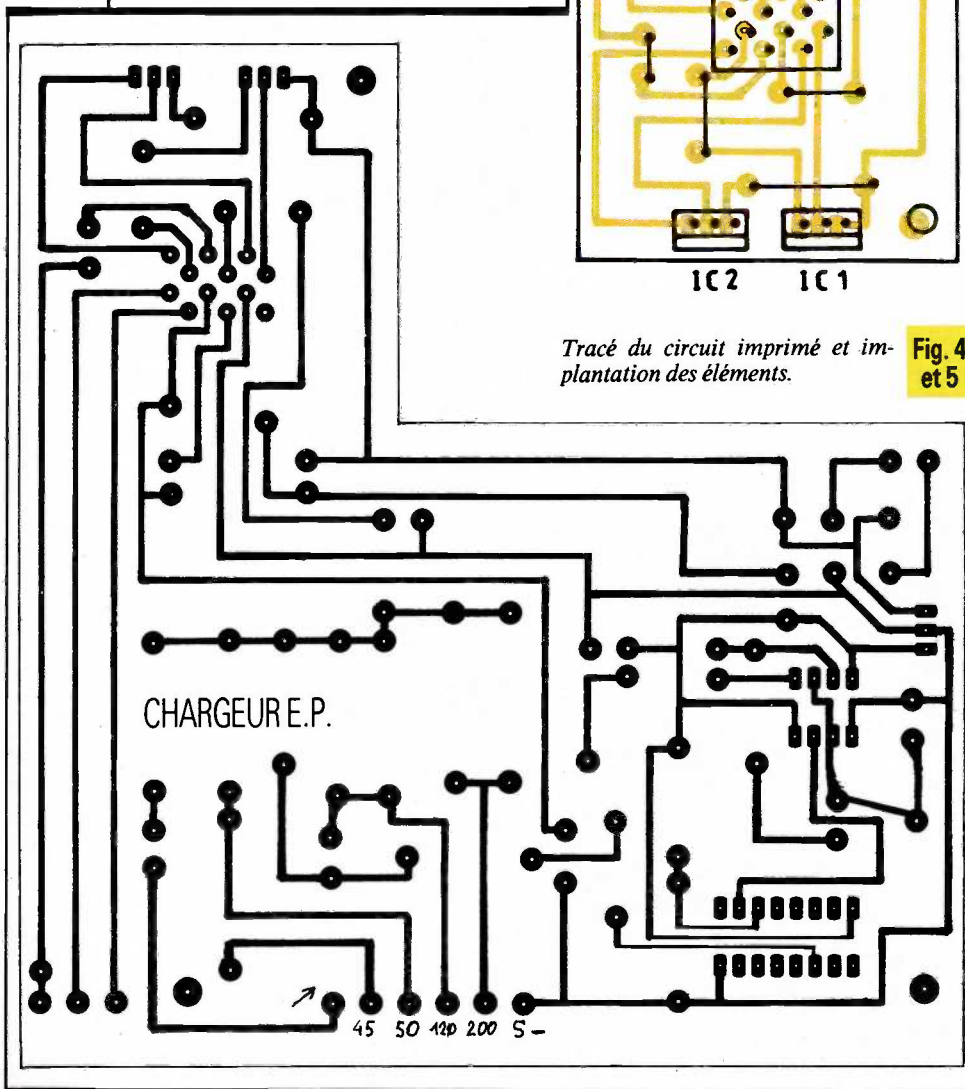 IC2 IC1
Tracé du circuit imprimé et im-
plantation des éléments.
Fig. 4
et 5
CHARGEUR E.P.
45 50 120 200 S-